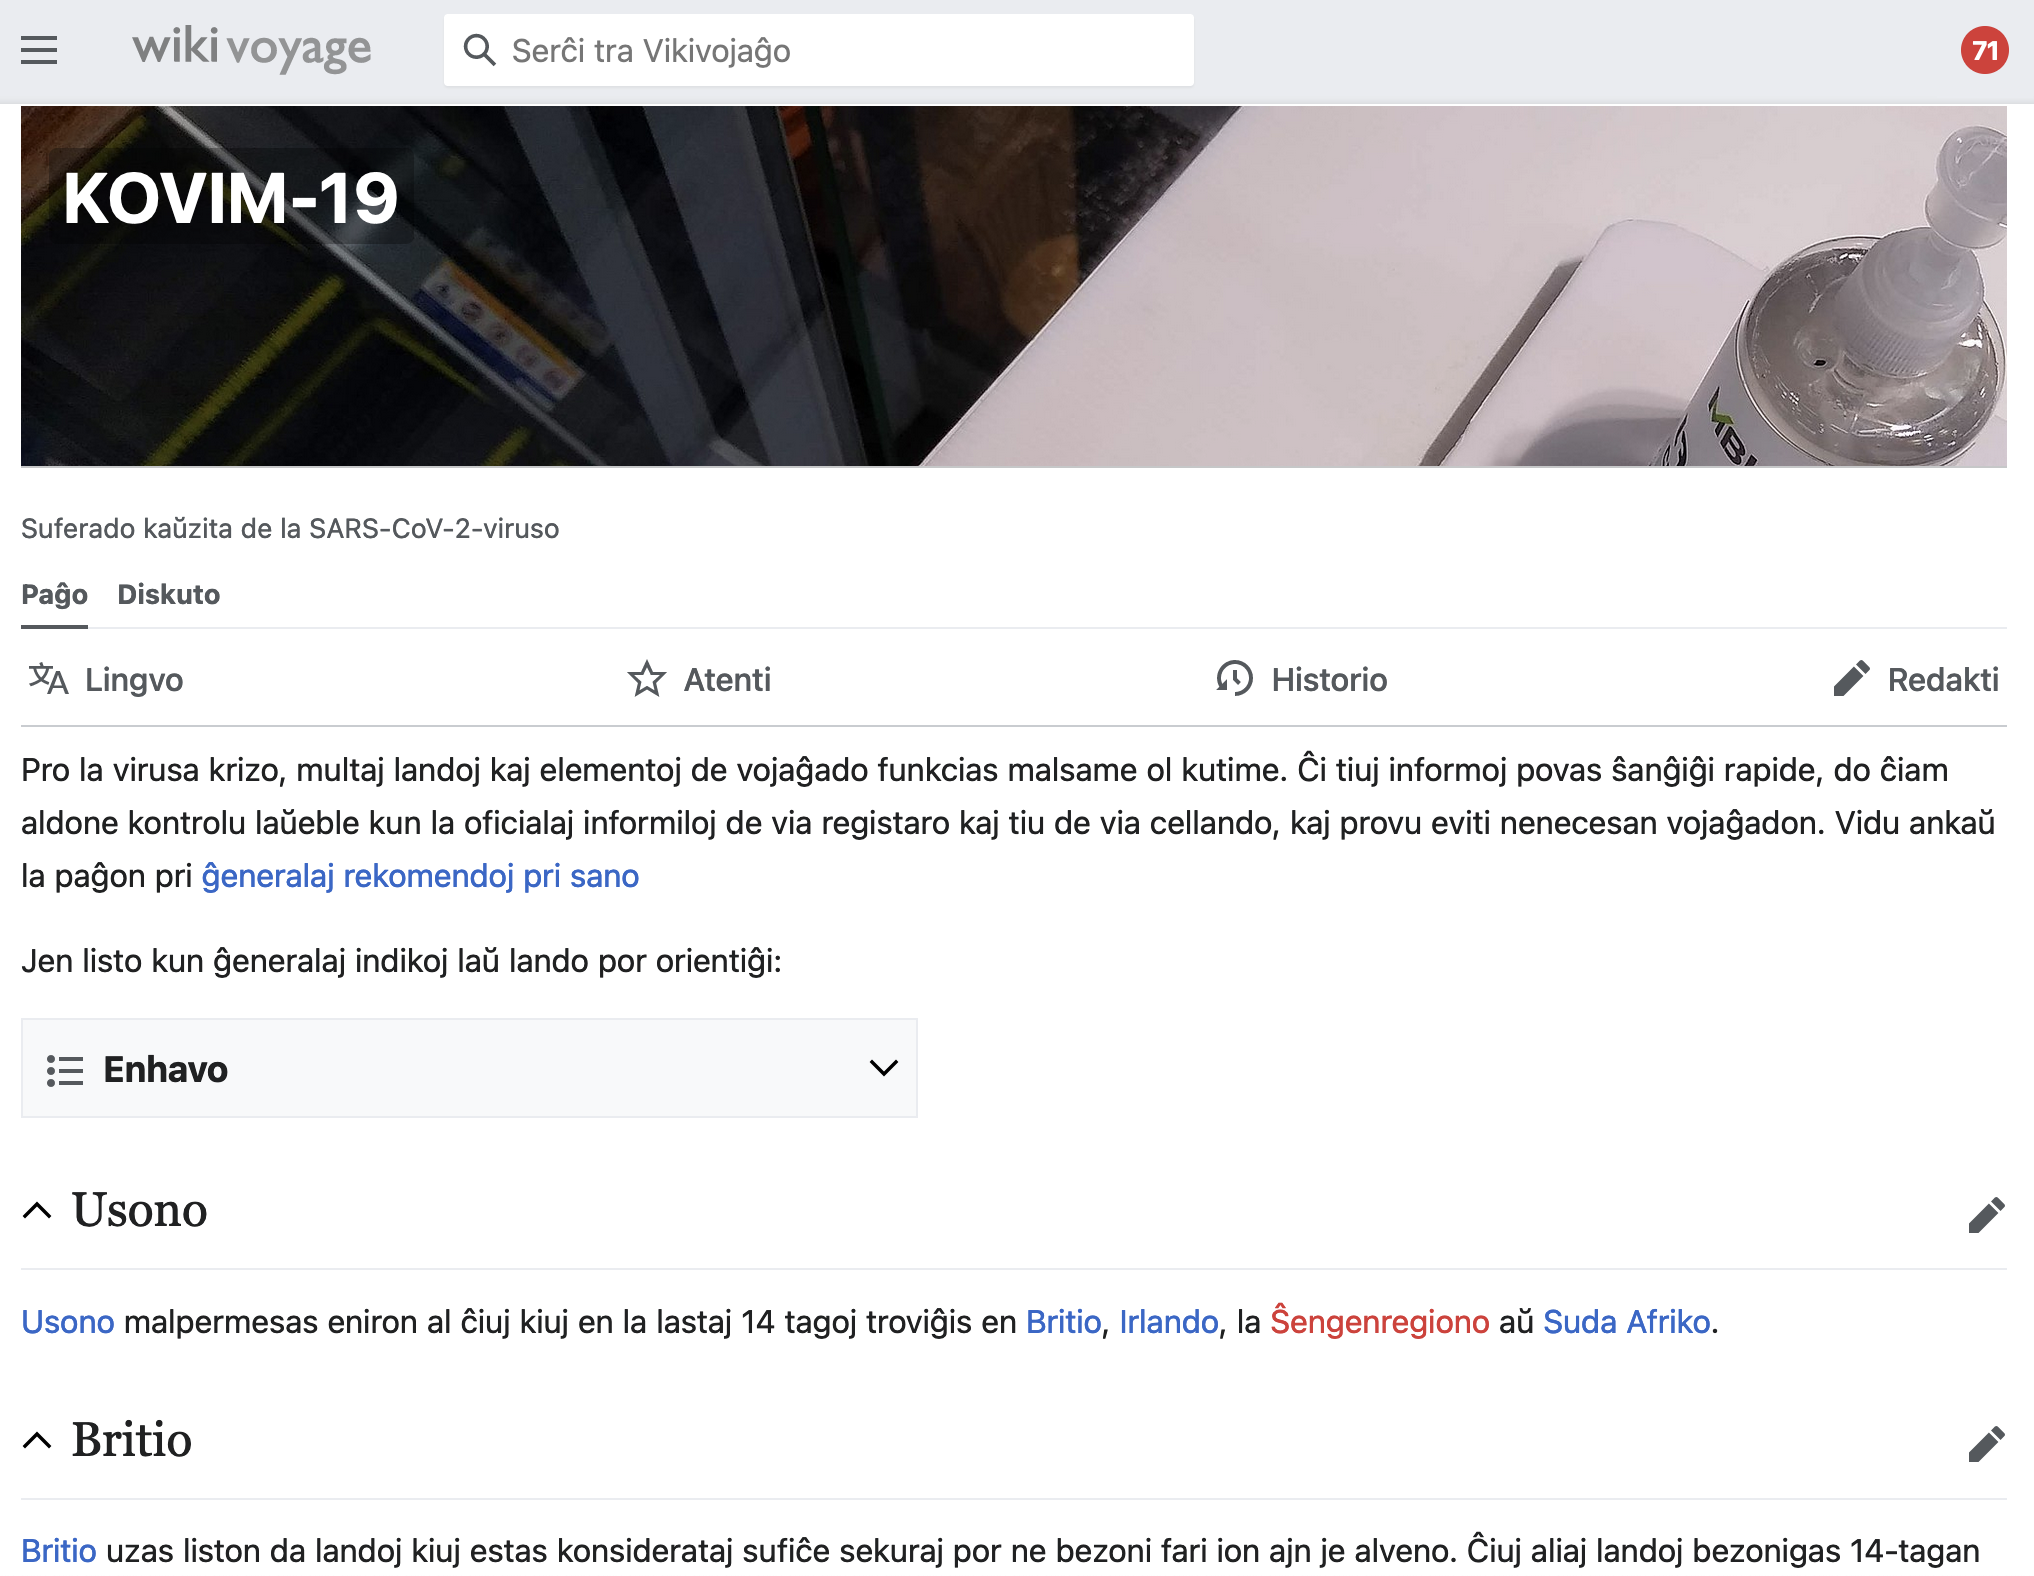 wikivoyage
Serĉi tra Vikivojaĝo
71
KOVIM-19
Suferado kaŭzita de la SARS-CoV-2-viruso
Paĝo Diskuto
Lingvo Atenti Historio Redakti
Pro la virusa krizo, multaj landoj kaj elementoj de vojaĝado funkcias malsame ol kutime. Ĉi tiuj informoj povas ŝanĝiĝi rapide, do ĉiam
aldone kontrolu laŭeble kun la oficialaj informiloj de via registaro kaj tiu de via cellando, kaj provu eviti nenecesan vojaĝadon. Vidu ankaŭ
la paĝon pri ĝeneralaj rekomendoj pri sano
Jen listo kun ĝeneralaj indikoj laŭ lando por orientiĝi:
Enhavo
Usono
Usono malpermesas eniron al ĉiuj kiuj en la lastaj 14 tagoj troviĝis en Britio, Irlando, la Ŝengenregiono aŭ Suda Afriko.
Britio
Britio uzas liston da landoj kiuj estas konsiderataj sufiĉe sekuraj por ne bezoni fari ion ajn je alveno. Ĉiuj aliaj landoj bezonigas 14-tagan